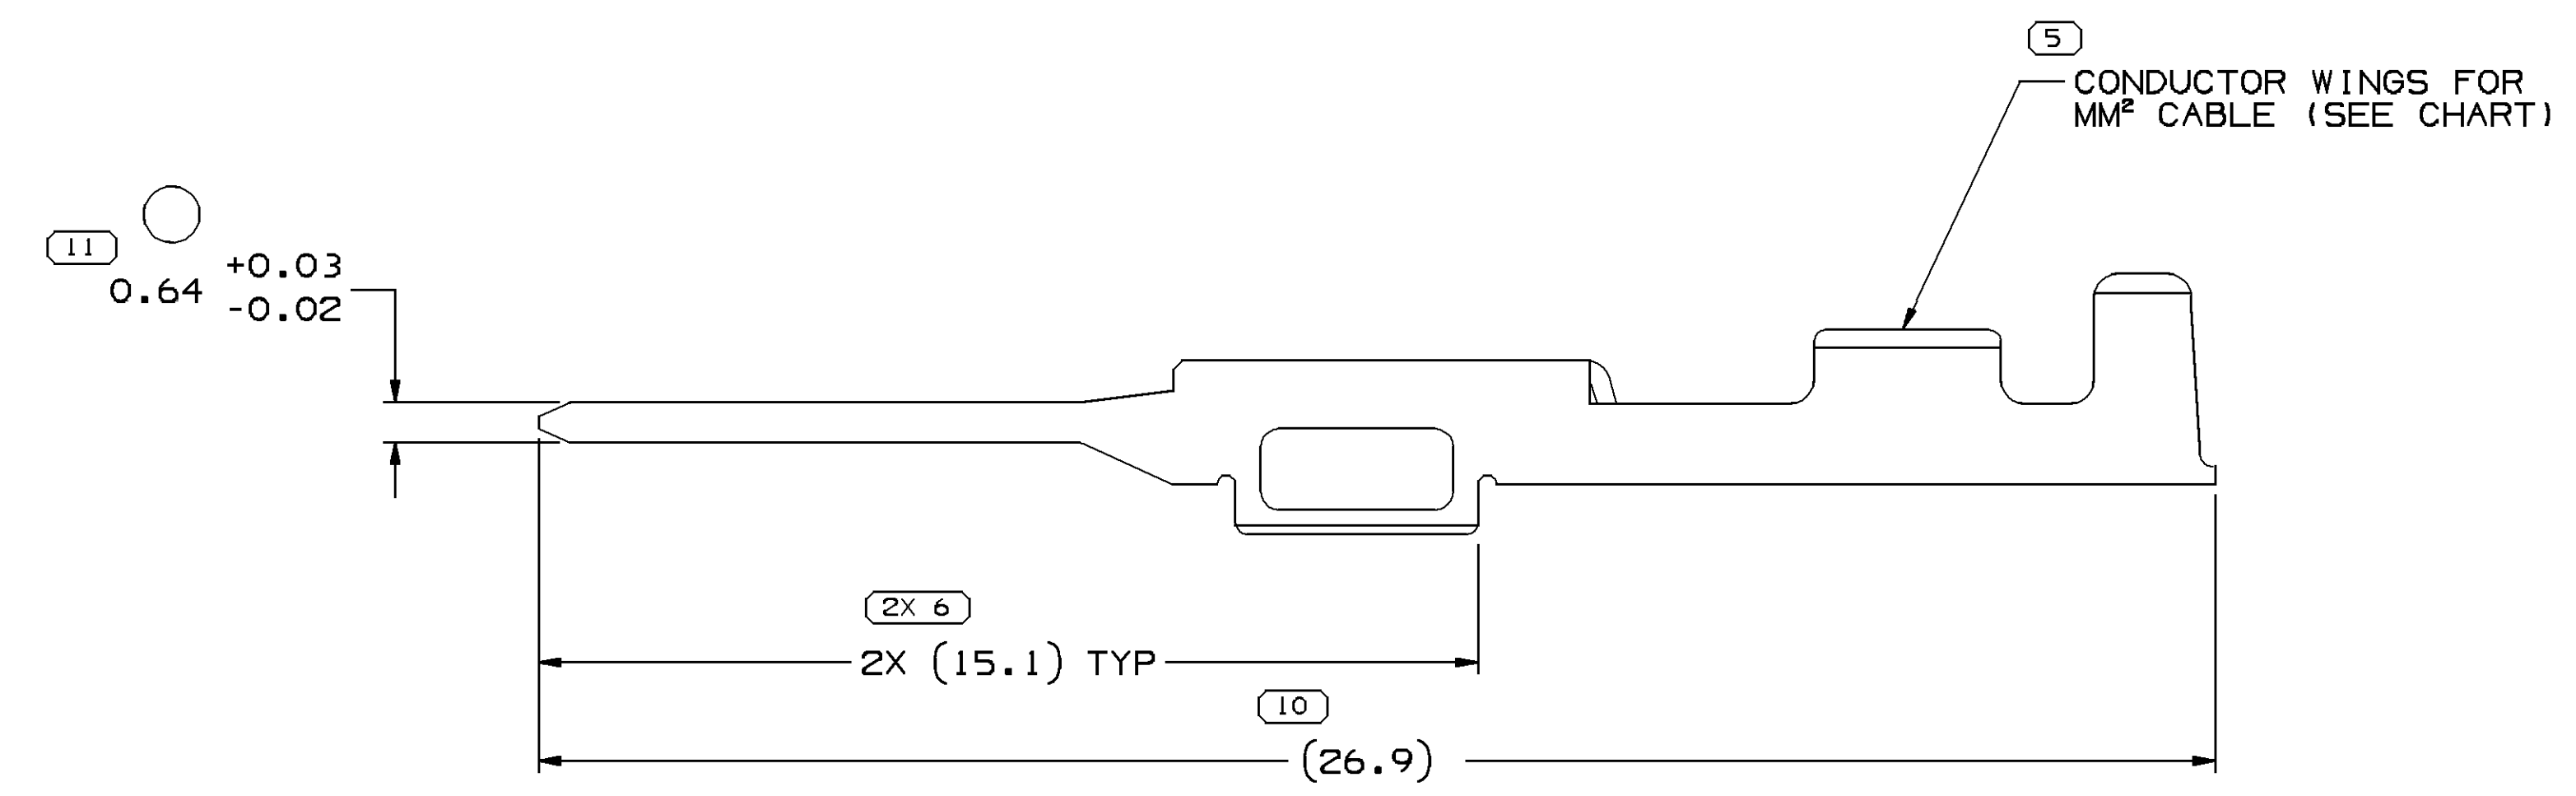 5
CONDUCTOR WINGS FOR
MM² CABLE (SEE CHART)
11
+0.03
0.64
-0.02
2X 6
2X (15.1) TYP
10
(26.9)